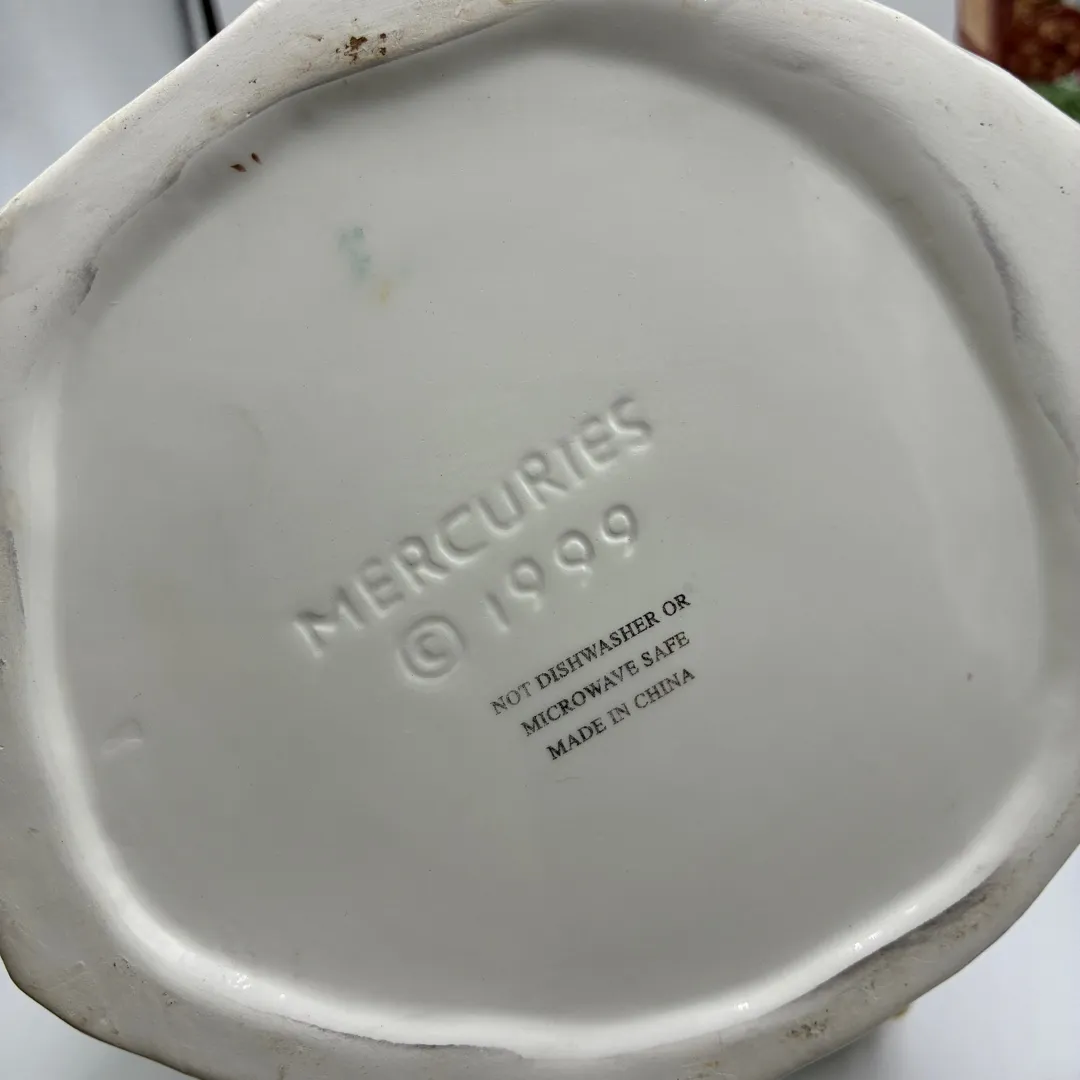 MERCURIES
© 1999
NOT DISHWASHER OR
MICROWAVE SAFE
MADE IN CHINA